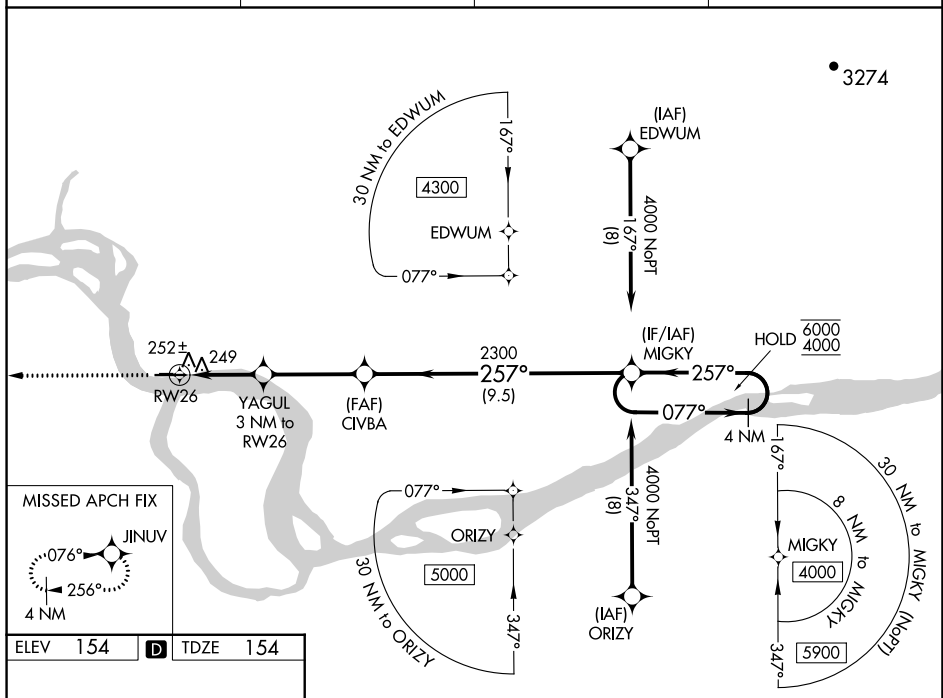 3274
30 NM to EDWUM
167°
4300
EDWUM
077°
(IAF)
EDWUM
4000 NoPT
167°
(8)
(IF/IAF)
MIGKY
HOLD
6000
4000
252±
249
RW26
YAGUL
3 NM to
RW26
(FAF)
CIVBA
2300
257°
(9.5)
257°
077°
4 NM
077°
ORIZY
5000
347°
30 NM to ORIZY
4000 NoPT
347°
(8)
(IAF)
ORIZY
167°
30 NM to MIGKY (NoPT)
8 NM to MIGKY
MIGKY
4000
5900
347°
MISSED APCH FIX
JINUV
076°
256°
4 NM
ELEV 154 D TDZE 154